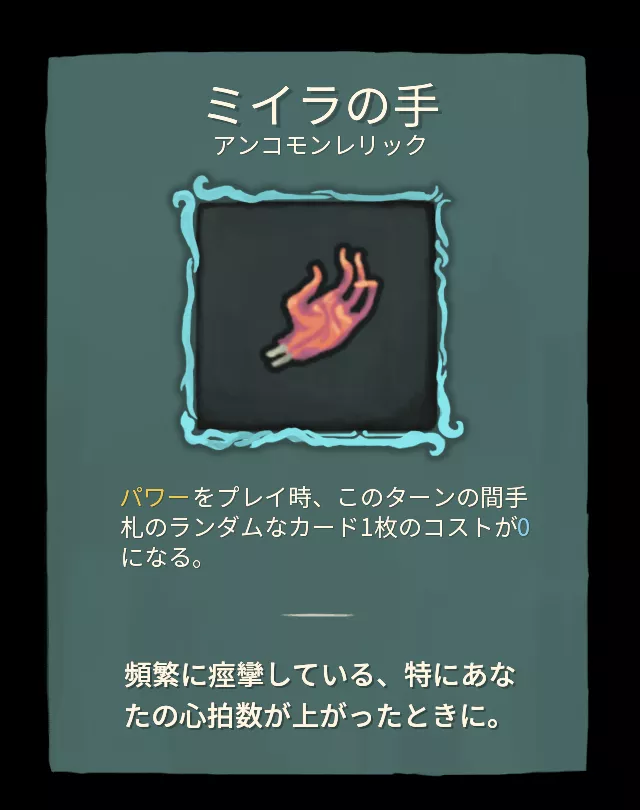 ミイラの手
アンコモンレリック
パワーをプレイ時、このターンの間手
札のランダムなカード1枚のコストが0
になる。
頻繁に痙攣している、特にあな
たの心拍数が上がったときに。